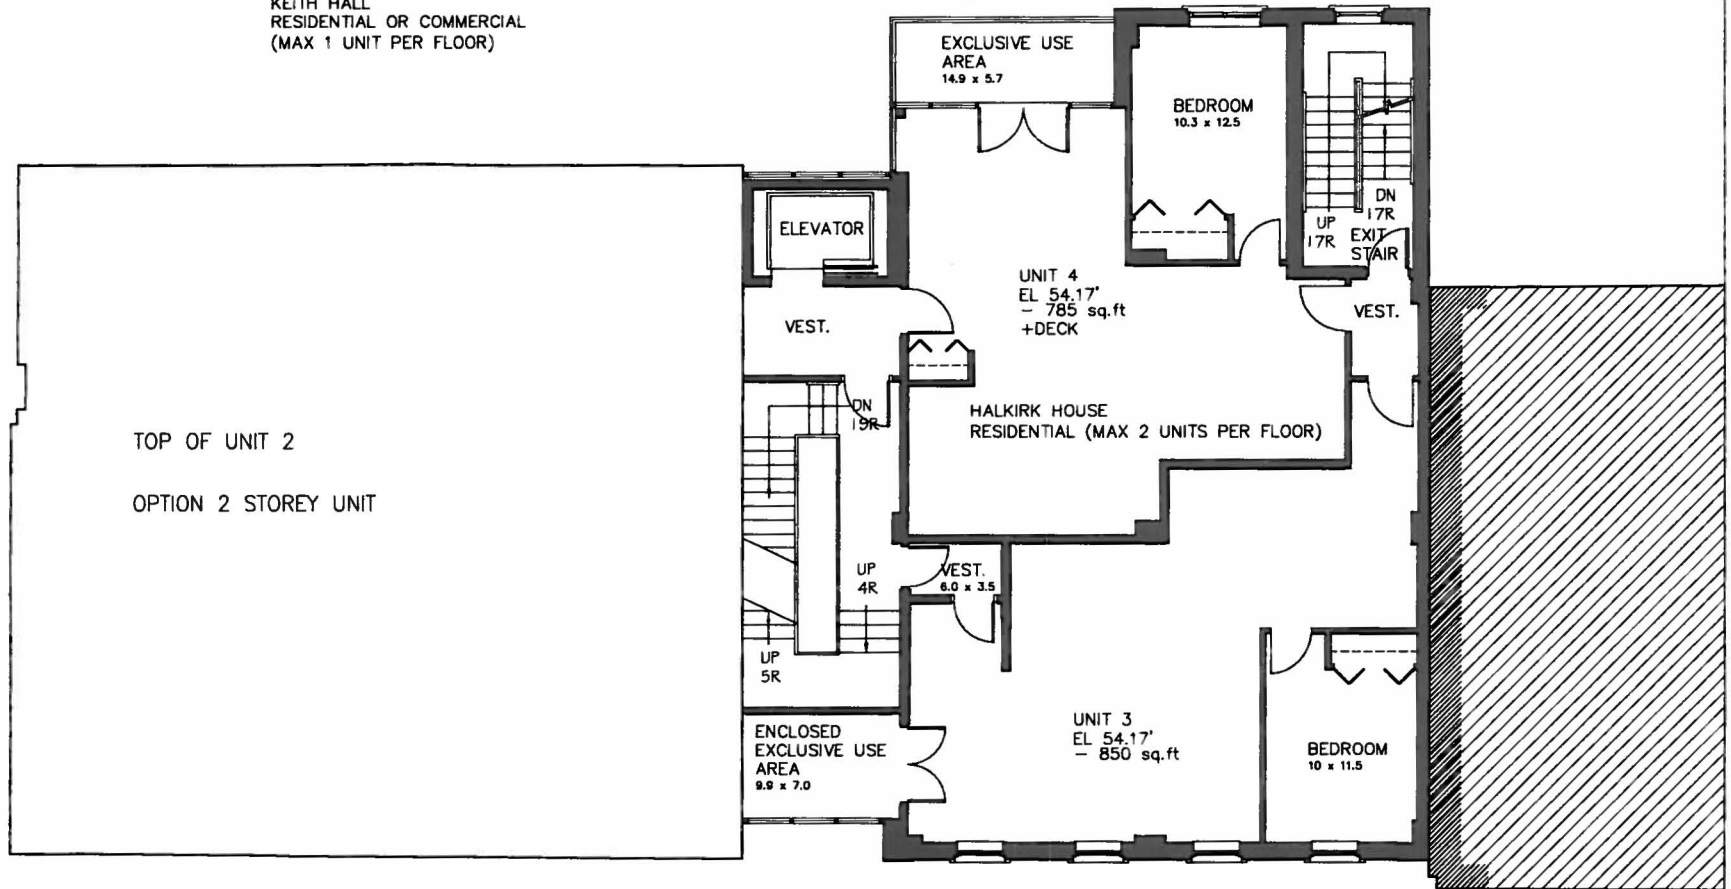 KEITH HALL
RESIDENTIAL OR COMMERCIAL
(MAX 1 UNIT PER FLOOR)
EXCLUSIVE USE
AREA
14.9 x 5.7
BEDROOM
10.3 x 12.5
ELEVATOR
DN
17R
UP
17R
EXIT
STAIR
UNIT 4
EL 54.17'
- 785 sq.ft
+DECK
VEST.
VEST.
DN
19R
HALKIRK HOUSE
RESIDENTIAL (MAX 2 UNITS PER FLOOR)
TOP OF UNIT 2
OPTION 2 STOREY UNIT
UP
4R
VEST.
6.0 x 3.5
UP
5R
ENCLOSED
EXCLUSIVE USE
AREA
9.9 x 7.0
UNIT 3
EL 54.17'
- 850 sq.ft
BEDROOM
10 x 11.5